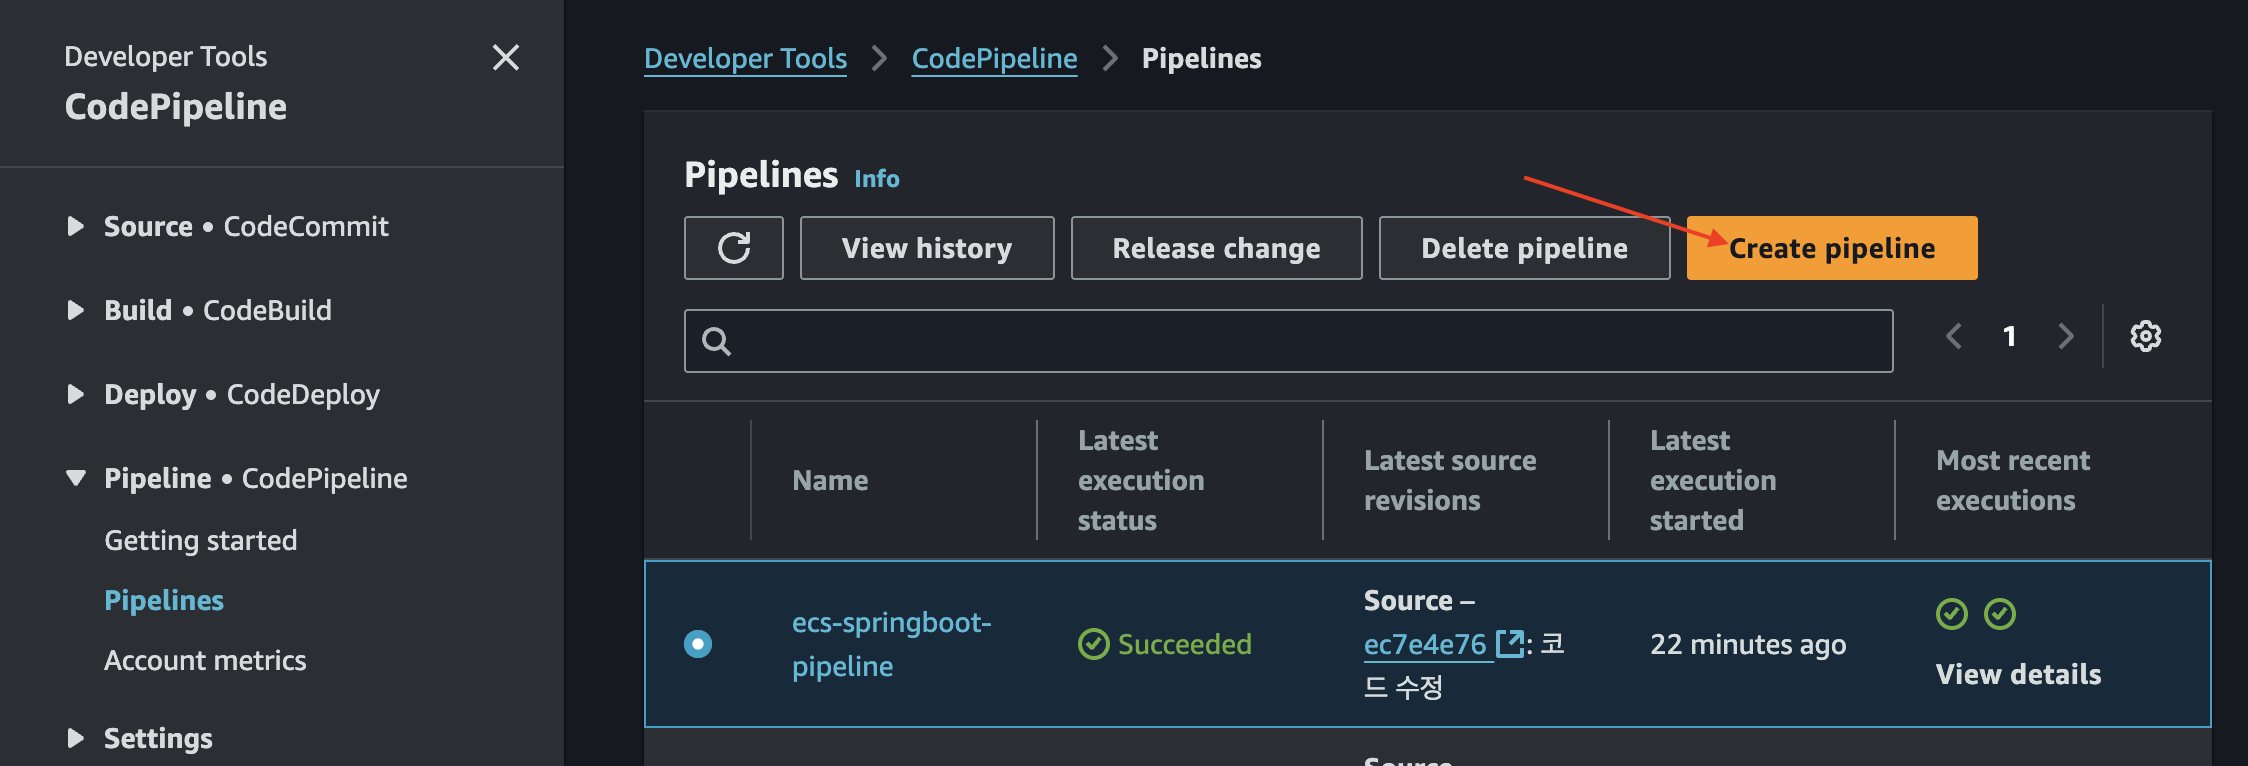 Developer Tools
CodePipeline
Source • CodeCommit
Build • CodeBuild
Deploy • CodeDeploy
Pipeline • CodePipeline
Getting started
Pipelines
Account metrics
Settings
Developer Tools > CodePipeline > Pipelines
Pipelines Info
View history Release change Delete pipeline Create pipeline
1
Name
Latest
execution
status
Latest source
revisions
Latest
execution
started
Most recent
executions
ecs-springboot-
pipeline
Succeeded
Source –
ec7e4e76 : 코
드 수정
22 minutes ago
View details
Source